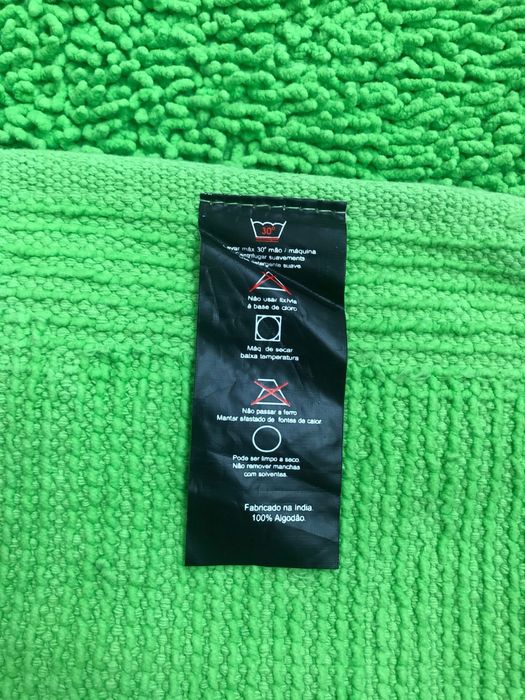 30°
Lavar máx 30° mão / máquina
Centrifugar suavements
detergente suave
Não usar lixívia
á base de cloro
Máq de secar
baixa temperatura
Não passar a ferro
Manter afastado de fontes de calor.
Pode ser limpo a seco.
Não remover manchas
com solventes.
Fabricado na India.
100% Algodão.